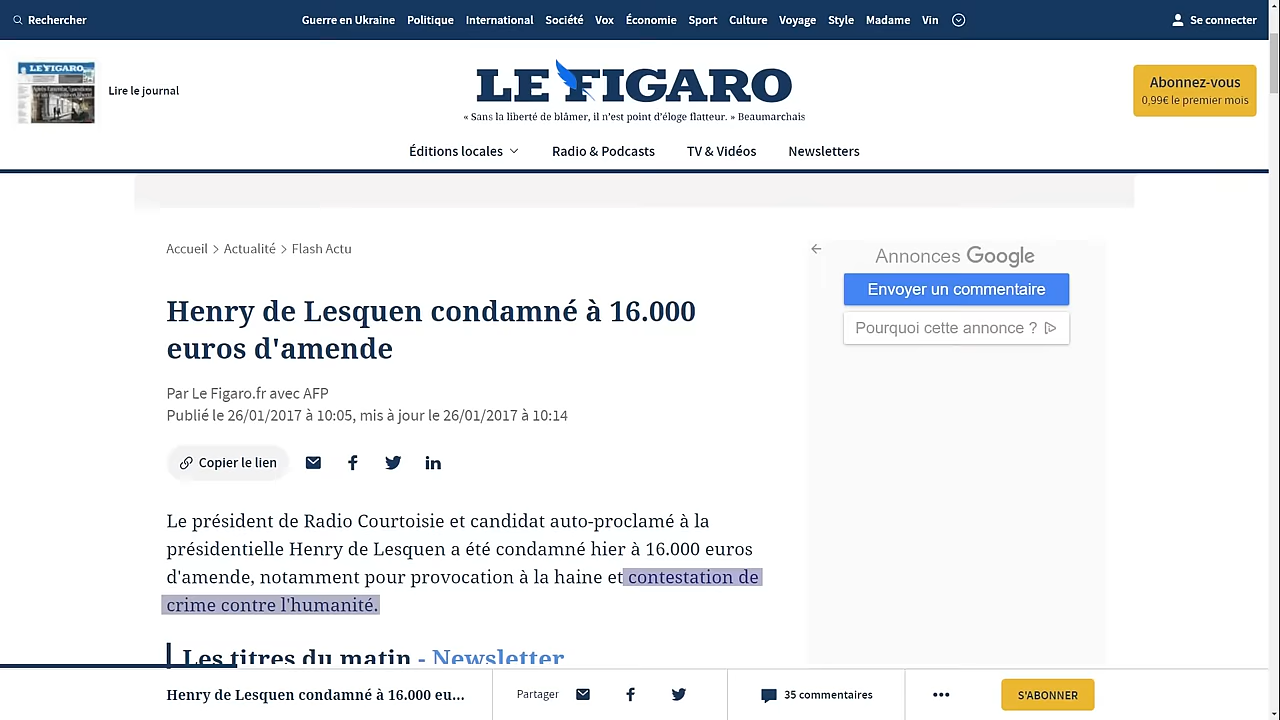 Rechercher
Guerre en Ukraine Politique International Société Vox Économie Sport Culture Voyage Style Madame Vin
Se connecter
LE FIGARO
Lire le journal
LE FIGARO
« Sans la liberté de blâmer, il n'est point d'éloge flatteur. » Beaumarchais
Abonnez-vous
0,99€ le premier mois
Éditions locales Radio & Podcasts TV & Vidéos Newsletters
Accueil > Actualité > Flash Actu
Henry de Lesquen condamné à 16.000
euros d'amende
Par Le Figaro.fr avec AFP
Publié le 26/01/2017 à 10:05, mis à jour le 26/01/2017 à 10:14
Copier le lien
Le président de Radio Courtoisie et candidat auto-proclamé à la
présidentielle Henry de Lesquen a été condamné hier à 16.000 euros
d'amende, notamment pour provocation à la haine et contestation de
crime contre l'humanité.
Les titres du matin - Newsletter
Annonces Google
Envoyer un commentaire
Pourquoi cette annonce ?
Henry de Lesquen condamné à 16.000 eu...
Partager
35 commentaires
S'ABONNER